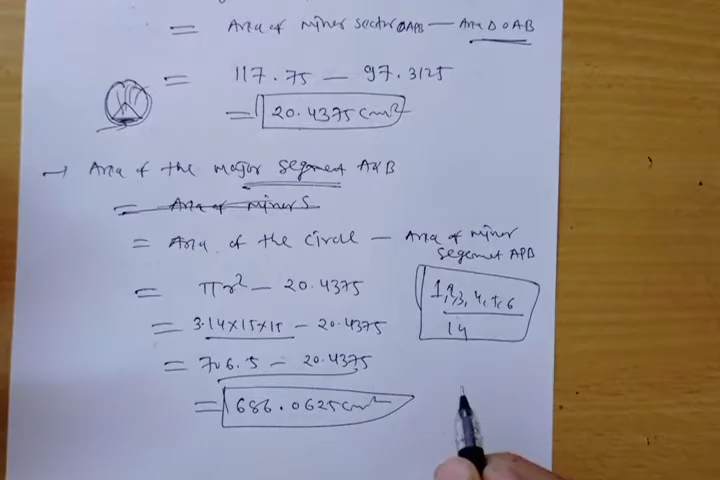 = Area of minor sector OAPB — Area Δ OAB
= 117.75 — 97.3125
= 20.4375 cm²
→ Area of the major segment AQB
= Area of Minor S
= Area of the circle — Area of minor
segment APB
= πr² — 20.4375
= 3.14×15×15 — 20.4375
= 706.5 — 20.4375
= 686.0625 cm²
1,2,3,4,5,6
14